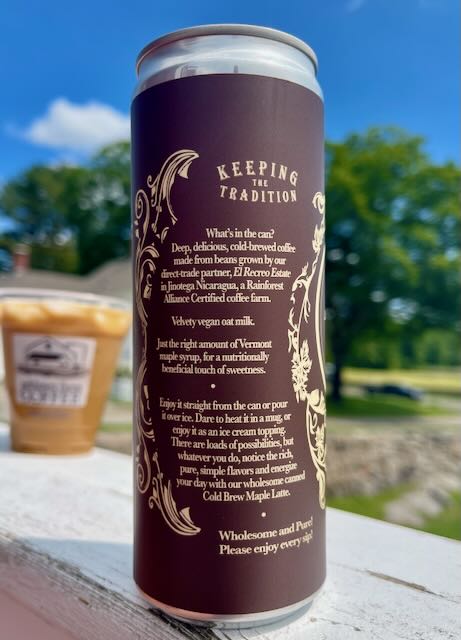 KEEPING
THE
TRADITION
What's in the can?
Deep, delicious, cold-brewed coffee
made from beans grown by our
direct-trade partner, El Recreo Estate
in Jinotega Nicaragua, a Rainforest
Alliance Certified coffee farm.
Velvety vegan oat milk.
Just the right amount of Vermont
maple syrup, for a nutritionally
beneficial touch of sweetness.
Enjoy it straight from the can or pour
it over ice. Dare to heat it in a mug, or
enjoy it as an ice cream topping.
There are loads of possibilities, but
whatever you do, notice the rich,
pure, simple flavors and energize
your day with our wholesome canned
Cold Brew Maple Latte.
Wholesome and Pure!
Please enjoy every sip!
COFFEE